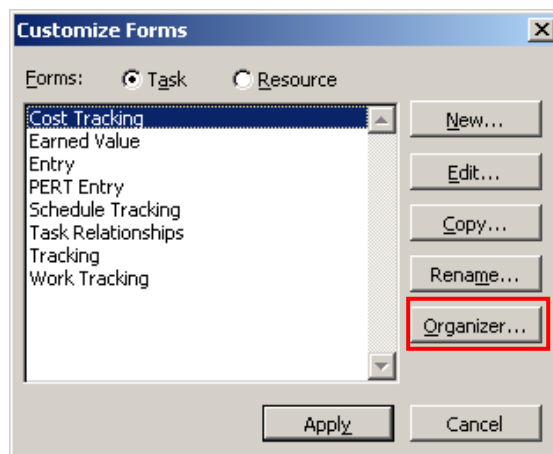 Customize Forms
Forms: Task Resource
Cost Tracking
Earned Value
Entry
PERT Entry
Schedule Tracking
Task Relationships
Tracking
Work Tracking
New...
Edit...
Copy...
Rename...
Organizer...
Apply Cancel